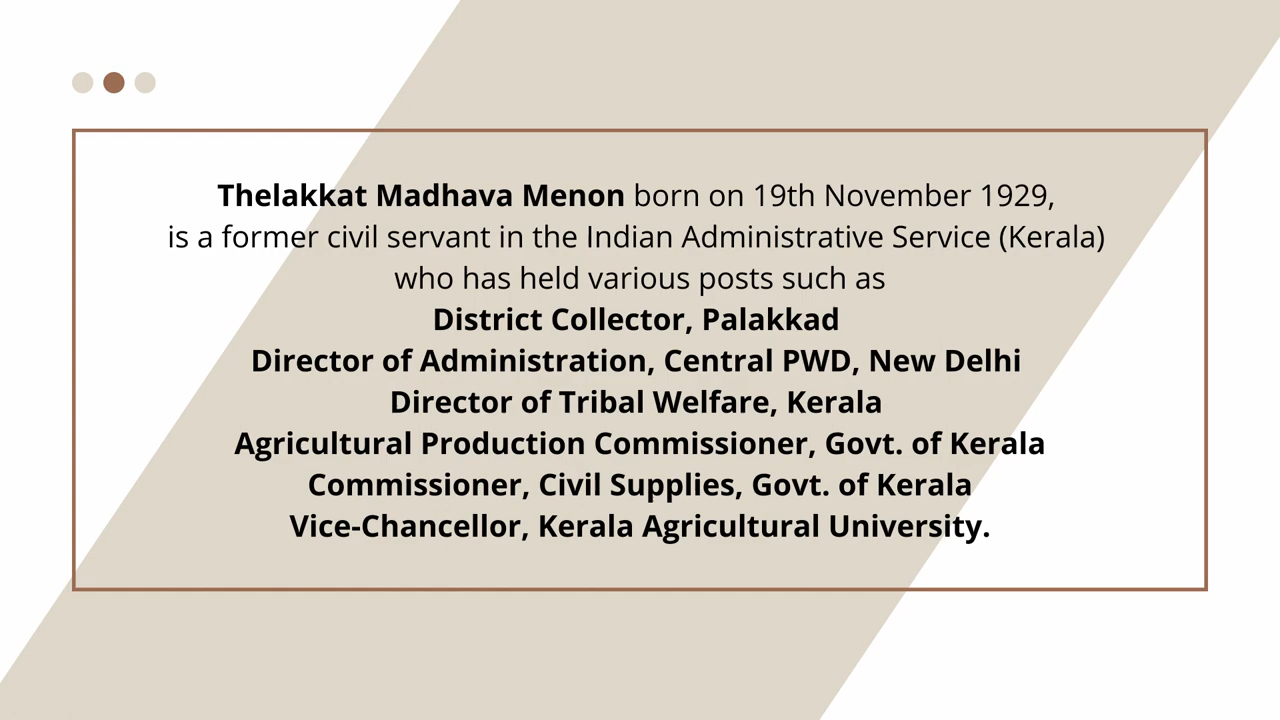 Thelakkat Madhava Menon born on 19th November 1929,
is a former civil servant in the Indian Administrative Service (Kerala)
who has held various posts such as
District Collector, Palakkad
Director of Administration, Central PWD, New Delhi
Director of Tribal Welfare, Kerala
Agricultural Production Commissioner, Govt. of Kerala
Commissioner, Civil Supplies, Govt. of Kerala
Vice-Chancellor, Kerala Agricultural University.